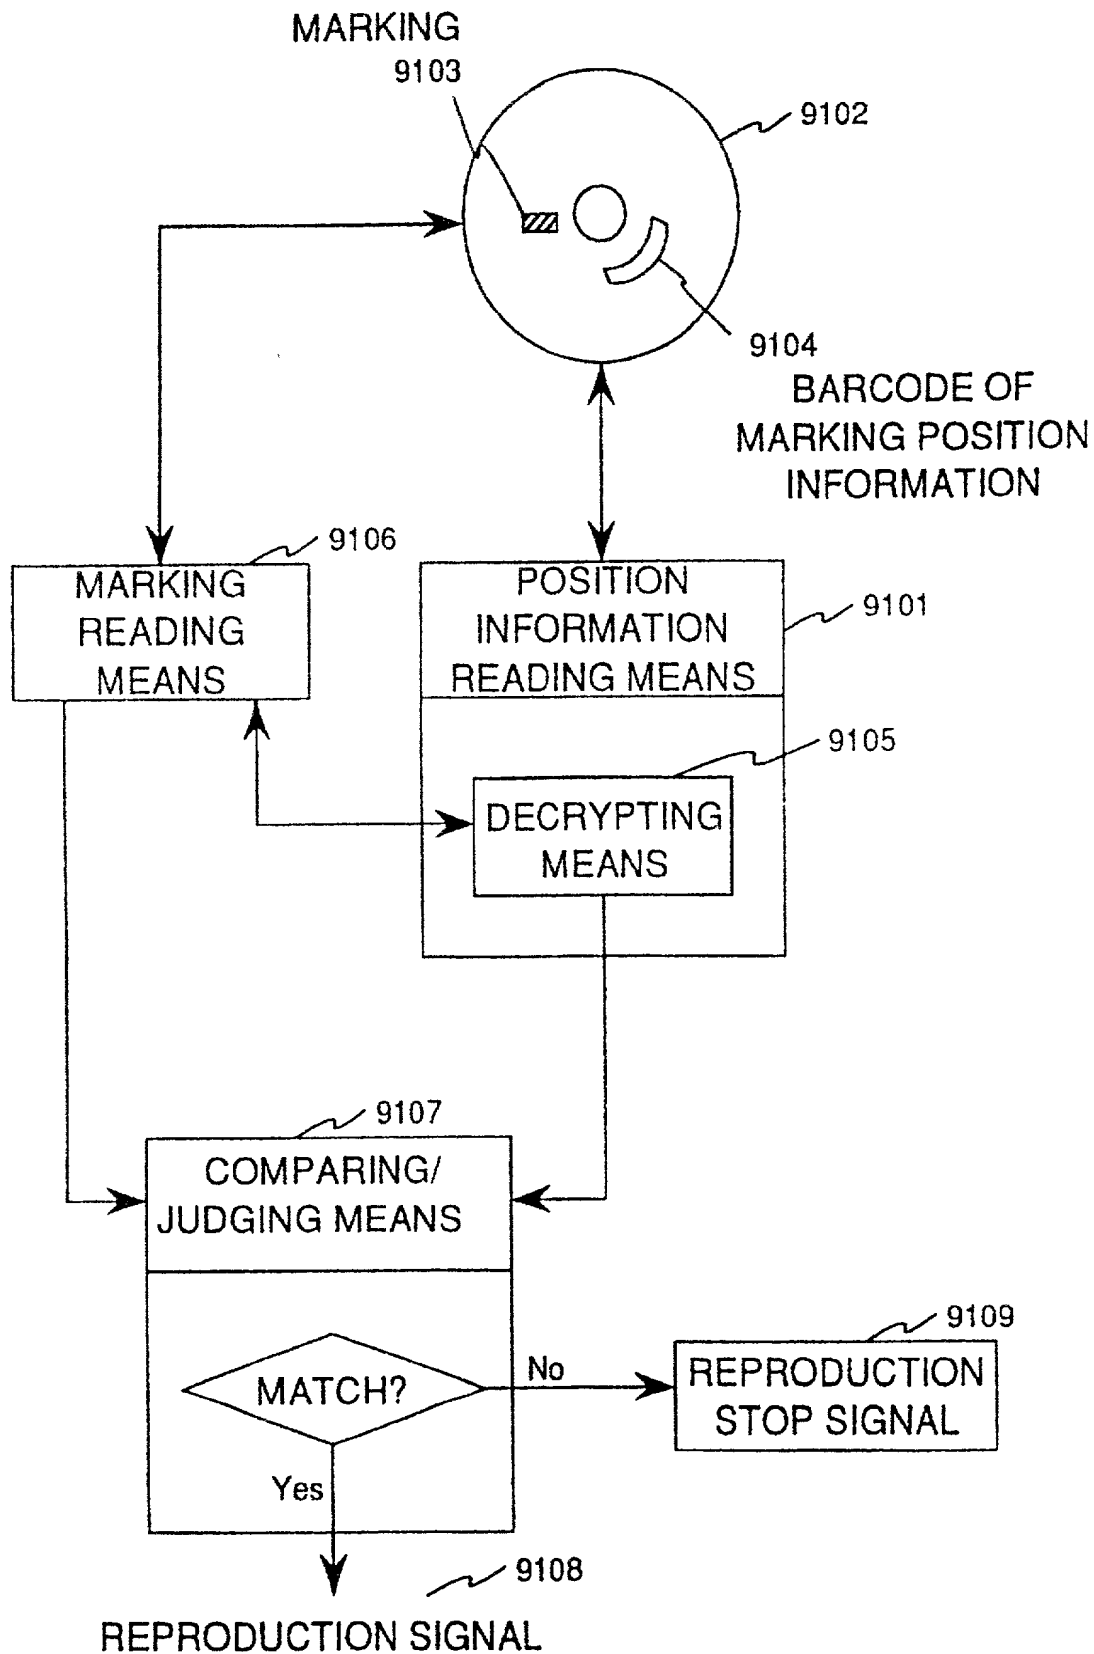 MARKING
9103
9102
9104
BARCODE OF
MARKING POSITION
INFORMATION
9106
MARKING
READING
MEANS
POSITION
INFORMATION
READING MEANS
9101
9105
DECRYPTING
MEANS
9107
COMPARING/
JUDGING MEANS
MATCH?
No
9109
REPRODUCTION
STOP SIGNAL
Yes
9108
REPRODUCTION SIGNAL